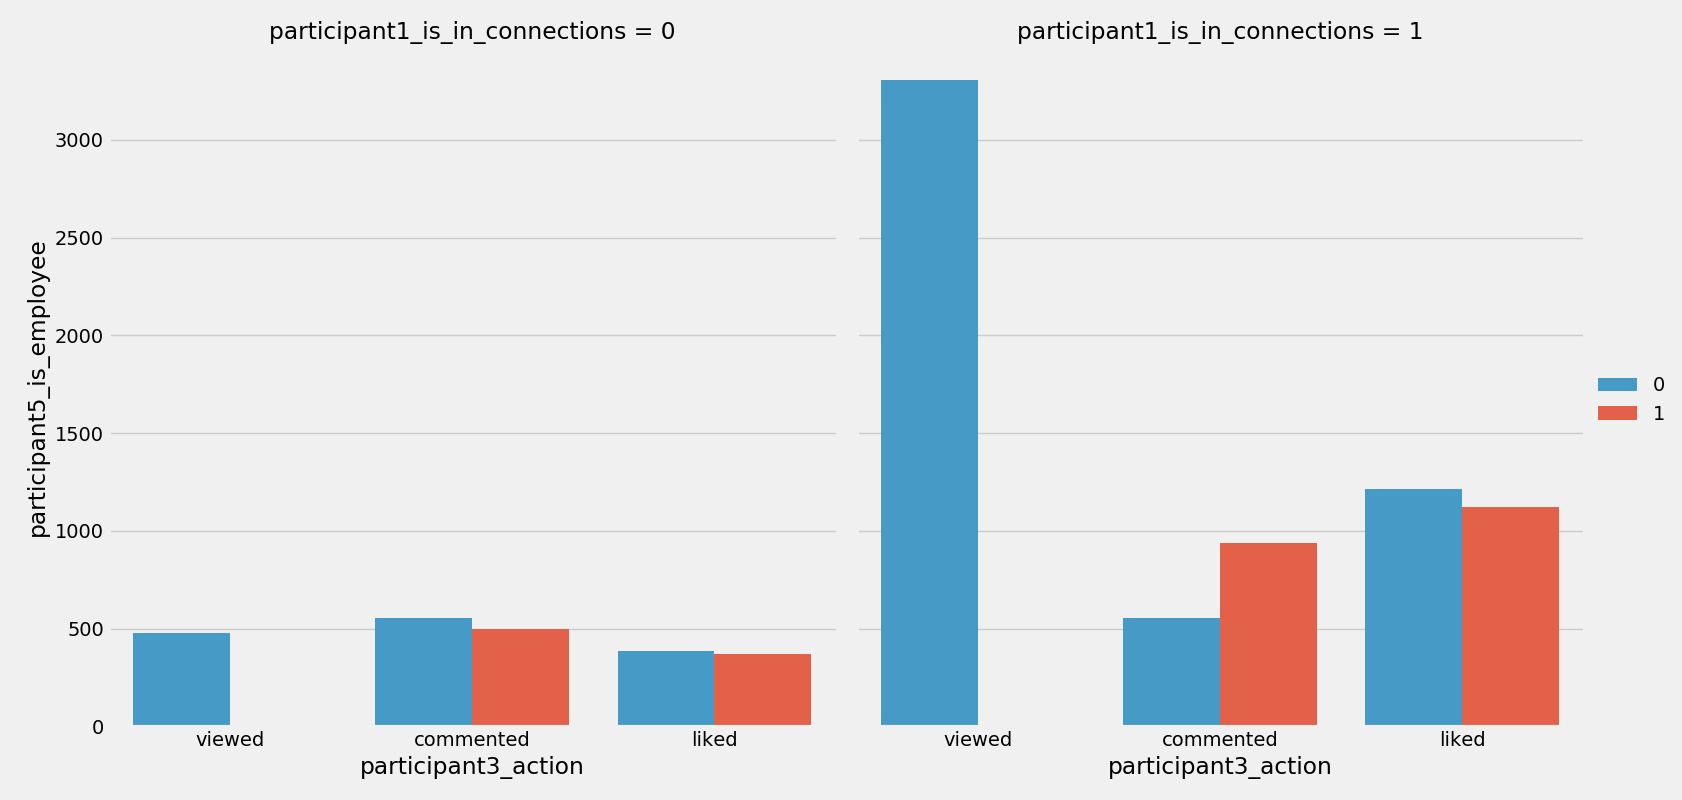 participant1_is_in_connections = 0
participant1_is_in_connections = 1
participant5_is_employee
3000
2500
2000
1500
1000
500
0
viewed commented liked
viewed commented liked
participant3_action
participant3_action
0
1